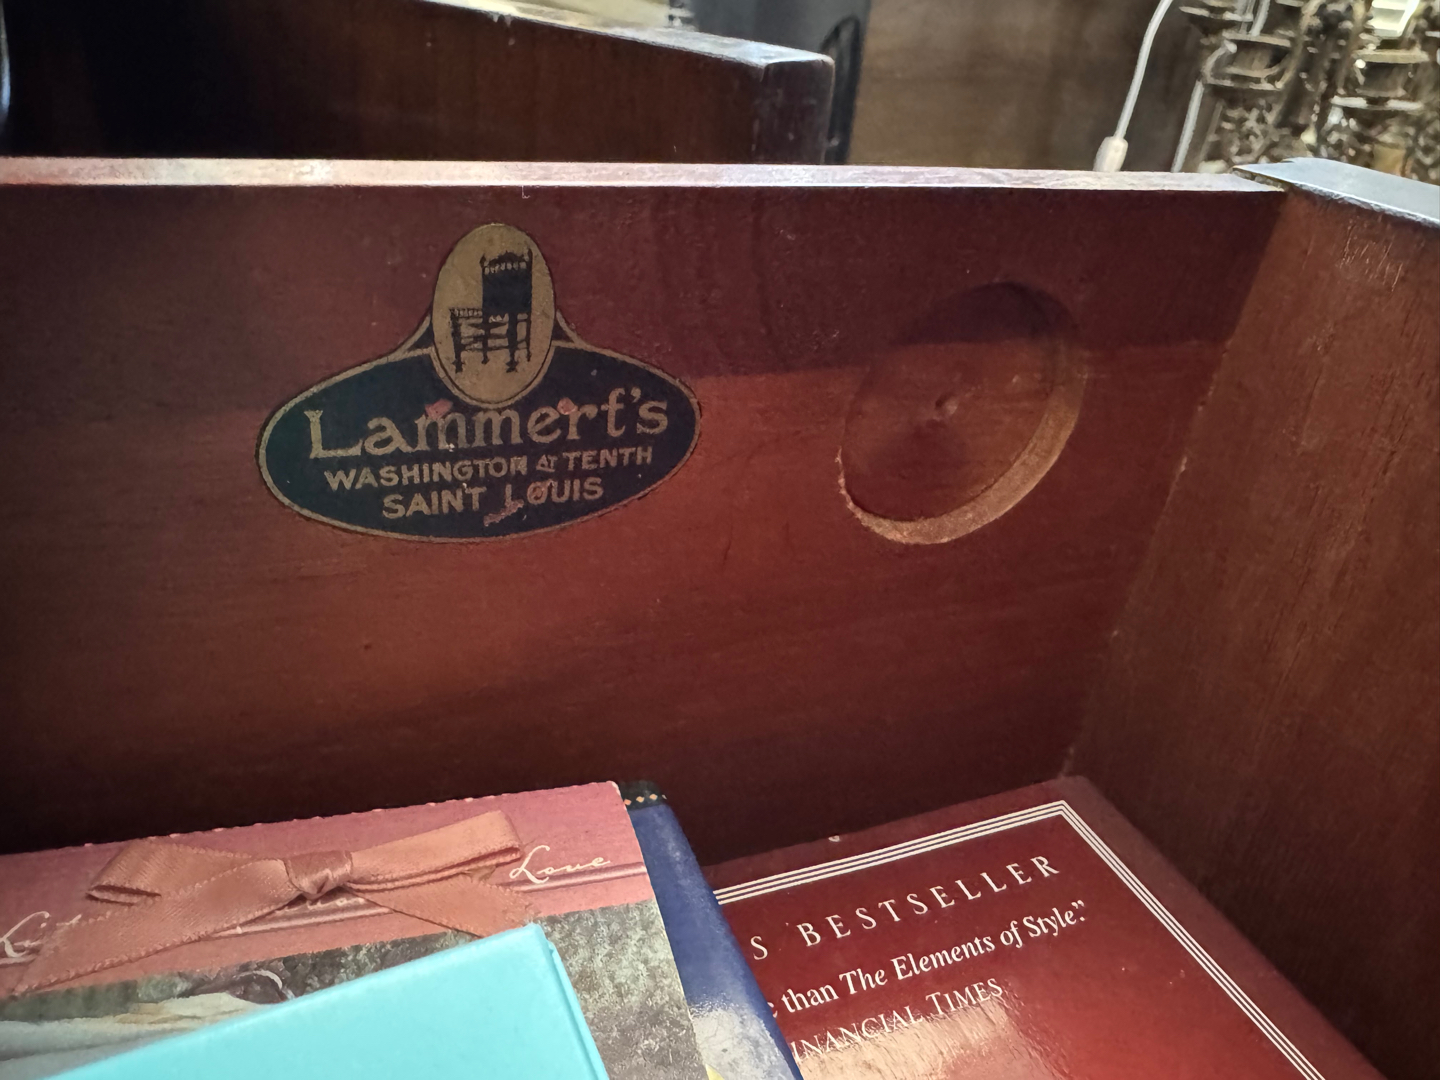 Lammert's
WASHINGTON AT TENTH
SAINT LOUIS
Love
S BESTSELLER
than The Elements of Style."
FINANCIAL TIMES